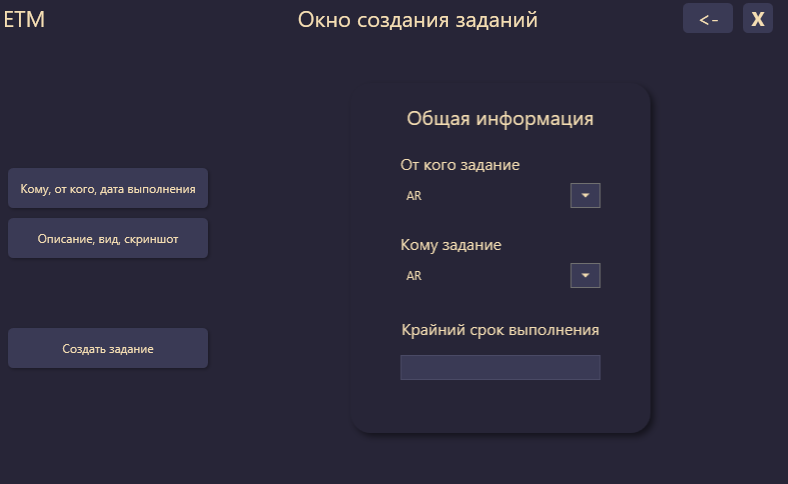 ETM
Окно создания заданий
<-
X
Кому, от кого, дата выполнения
Описание, вид, скриншот
Создать задание
Общая информация
От кого задание
AR
Кому задание
AR
Крайний срок выполнения